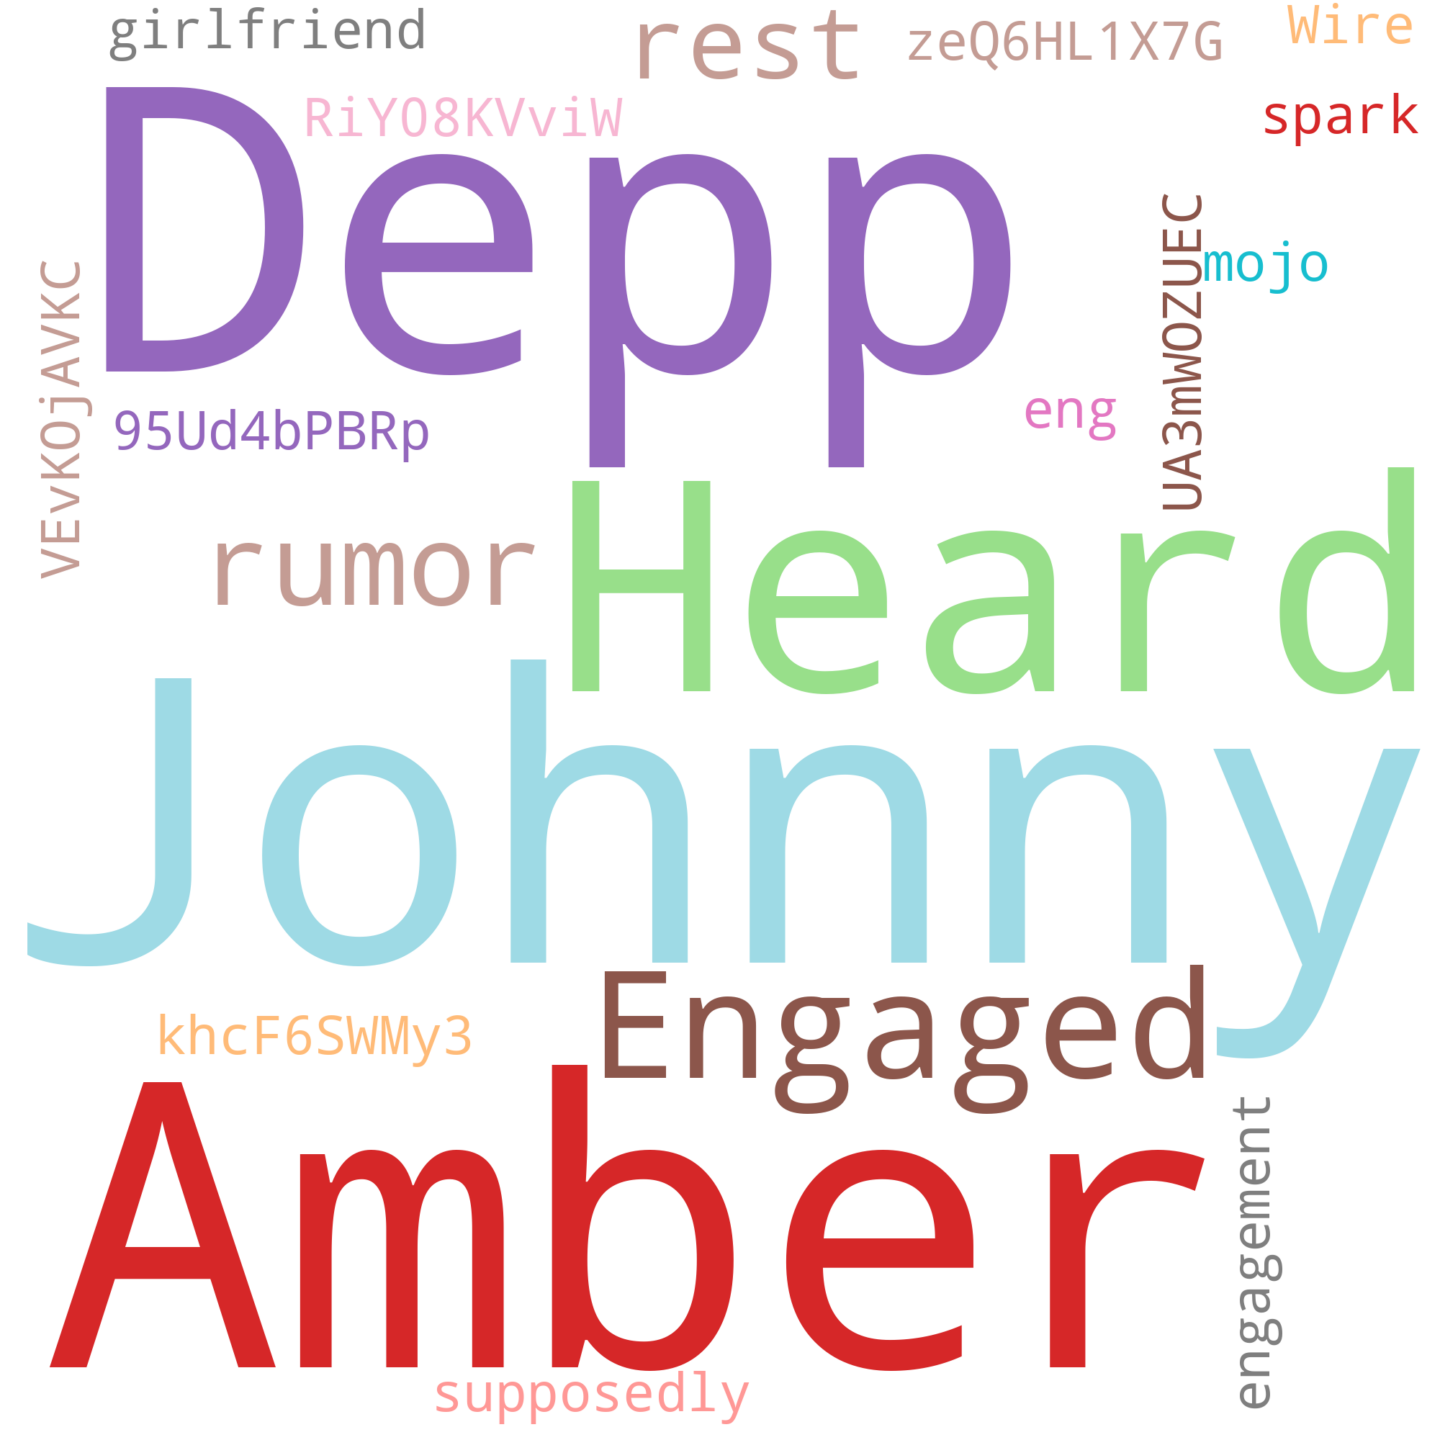 girlfriend
rest
zeQ6HL1X7G
Wire
RiYO8KVviW
spark
Depp
UA3mWOZUEC
mojo
VEvKOjAVKC
95Ud4bPBRp
eng
Heard
rumor
Johnny
Engaged
khcF6SWMy3
Amber
engagement
supposedly